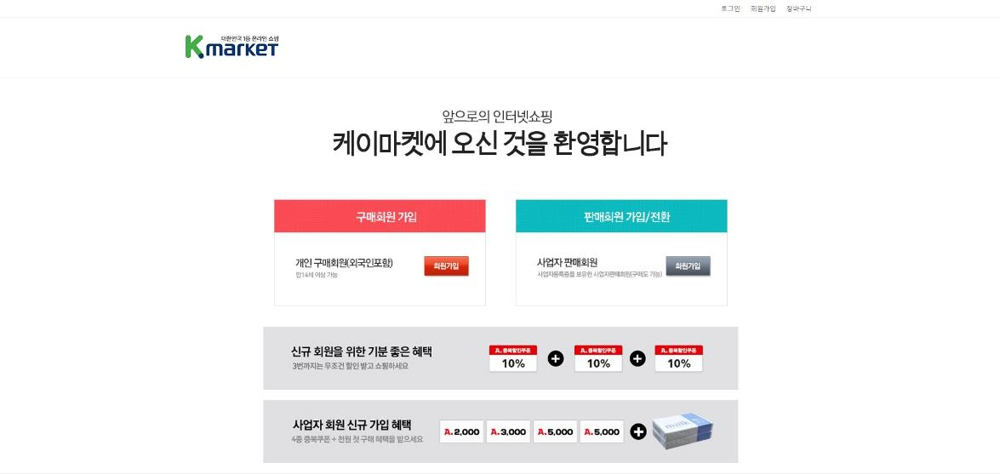 로그인 회원가입 장바구니
대한민국 1등 온라인 쇼핑
Kmarket
앞으로의 인터넷쇼핑
케이마켓에 오신 것을 환영합니다
구매회원 가입
개인 구매회원(외국인포함) 회원가입
만14세 이상 가능
판매회원 가입/전환
사업자 판매회원 회원가입
사업자등록증을 보유한 사업자판매회원(구매도 가능)
신규 회원을 위한 기분 좋은 혜택
3번까지는 무조건 할인 받고 쇼핑하세요
A. 중복할인쿠폰 A. 중복할인쿠폰 A. 중복할인쿠폰
10% + 10% + 10%
사업자 회원 신규 가입 혜택
4종 중복쿠폰 + 천원 첫 구매 혜택을 받으세요
A.2,000 A.3,000 A.5,000 A.5,000 +
milk